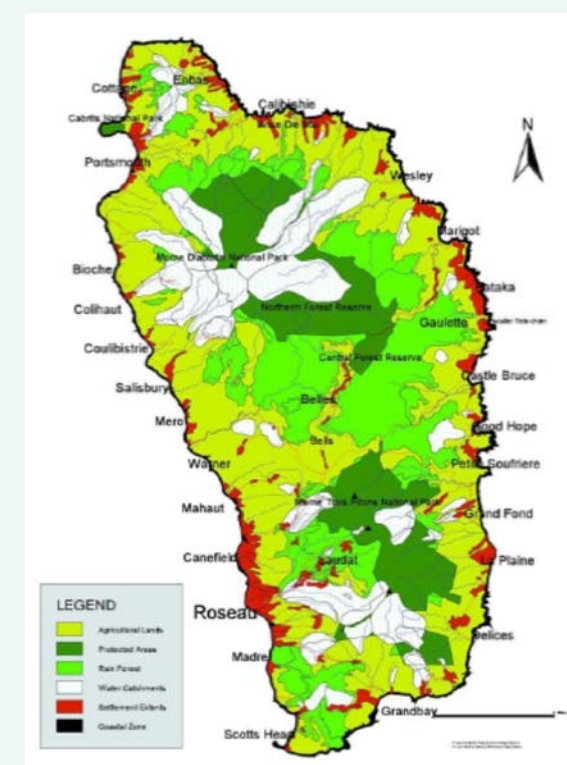 Cottage
Enbas
Calibishie
Cabrits National Park
N
Portsmouth
Wesley
Marigot
Morne Diablotin National Park
Bioche
Northern Forest Reserve
Colihaut
Gaulette
Coulibistrie
Central Forest Reserve
Castle Bruce
Salisbury
Belles
Mero
Good Hope
Bells
Warner
Petite Soufriere
Morne Trois Pitons National Park
Mahaut
Grand Fond
Canefield
Laudat
La Plaine
LEGEND
Roseau
Agricultural Lands
Protected Areas
Delices
Rain Forest
Madre
Water Catchments
Settlement Extents
Grandbay
Coastal Zone
Scotts Head